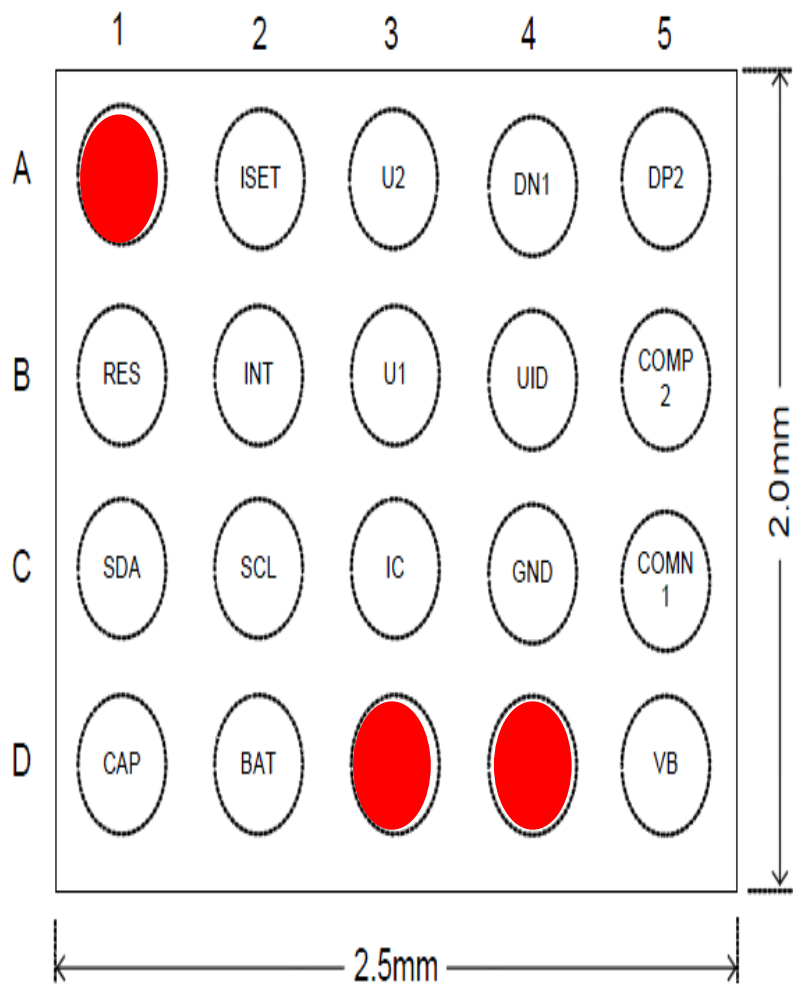 1 2 3 4 5
A ISET U2 DN1 DP2
B RES INT U1 UID COMP
2
C SDA SCL IC GND COMN
1
D CAP BAT VB
2.0mm
2.5mm